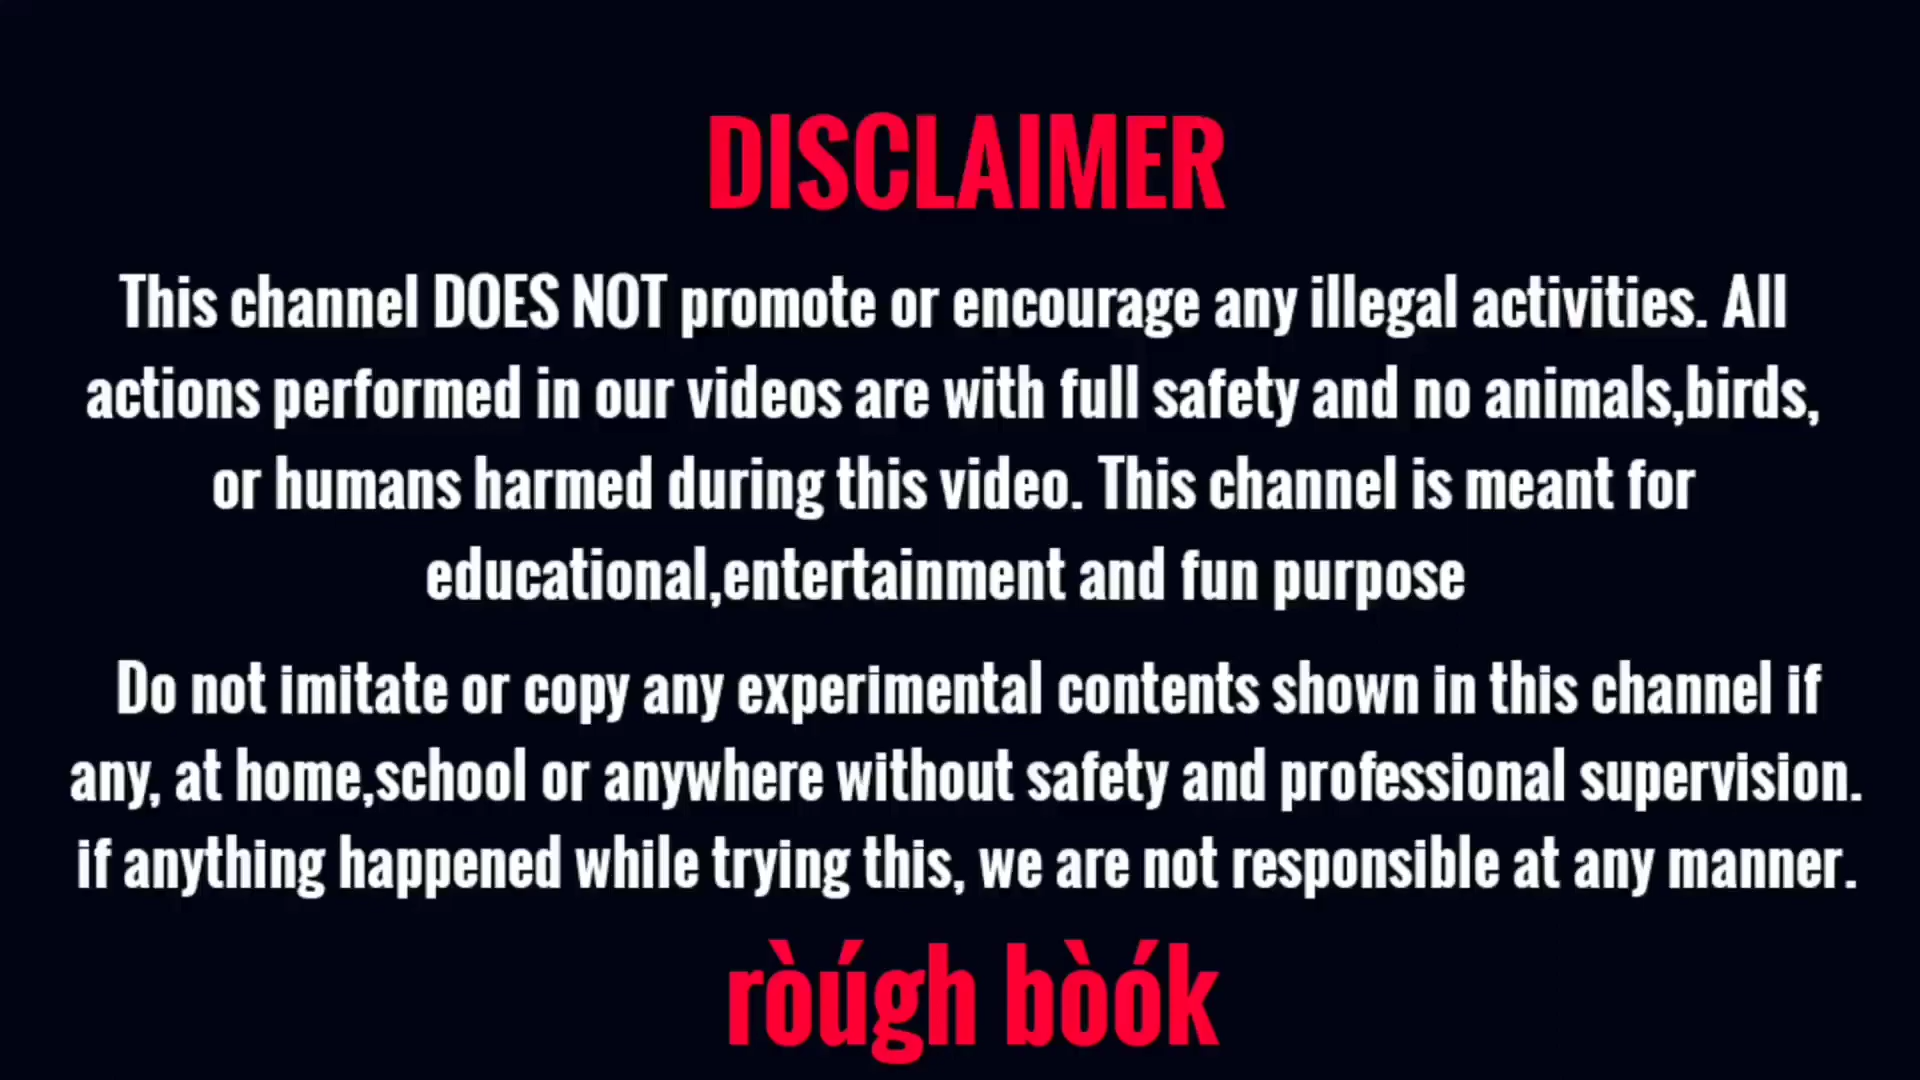 DISCLAIMER
This channel DOES NOT promote or encourage any illegal activities. All
actions performed in our videos are with full safety and no animals,birds,
or humans harmed during this video. This channel is meant for
educational,entertainment and fun purpose
Do not imitate or copy any experimental contents shown in this channel if
any, at home,school or anywhere without safety and professional supervision.
if anything happened while trying this, we are not responsible at any manner.
ròúgh bòók